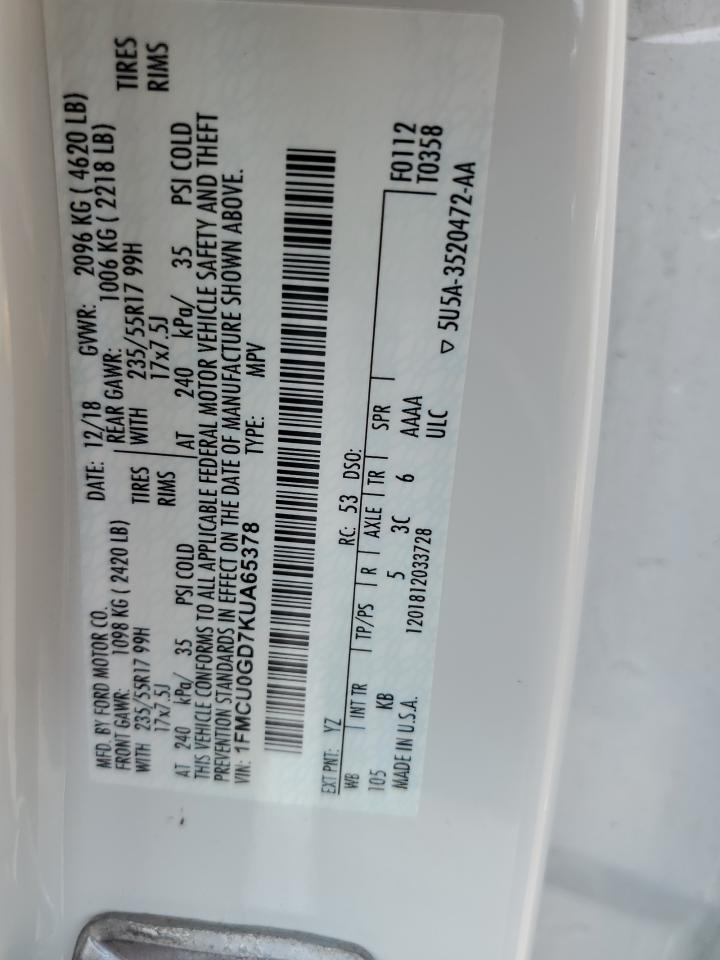 MFD. BY FORD MOTOR CO.
DATE: 12/18 GVWR: 2096 KG ( 4620 LB)
FRONT GAWR: 1098 KG ( 2420 LB) REAR GAWR: 1006 KG ( 2218 LB)
WITH 235/55R17 99H TIRES WITH 235/55R17 99H TIRES
17x7.5J RIMS 17x7.5J RIMS
AT 240 kPa/ 35 PSI COLD AT 240 kPa/ 35 PSI COLD
THIS VEHICLE CONFORMS TO ALL APPLICABLE FEDERAL MOTOR VEHICLE SAFETY AND THEFT
PREVENTION STANDARDS IN EFFECT ON THE DATE OF MANUFACTURE SHOWN ABOVE.
VIN: 1FMCU0GD7KUA65378 TYPE: MPV
EXT PNT: YZ RC: 53 DSO:
WB INT TR TP/PS R AXLE TR SPR F0112
105 KB 5 3C 6 AAAA T0358
MADE IN U.S.A. 1201812033728 ULC
▽ 5U5A-3520472-AA